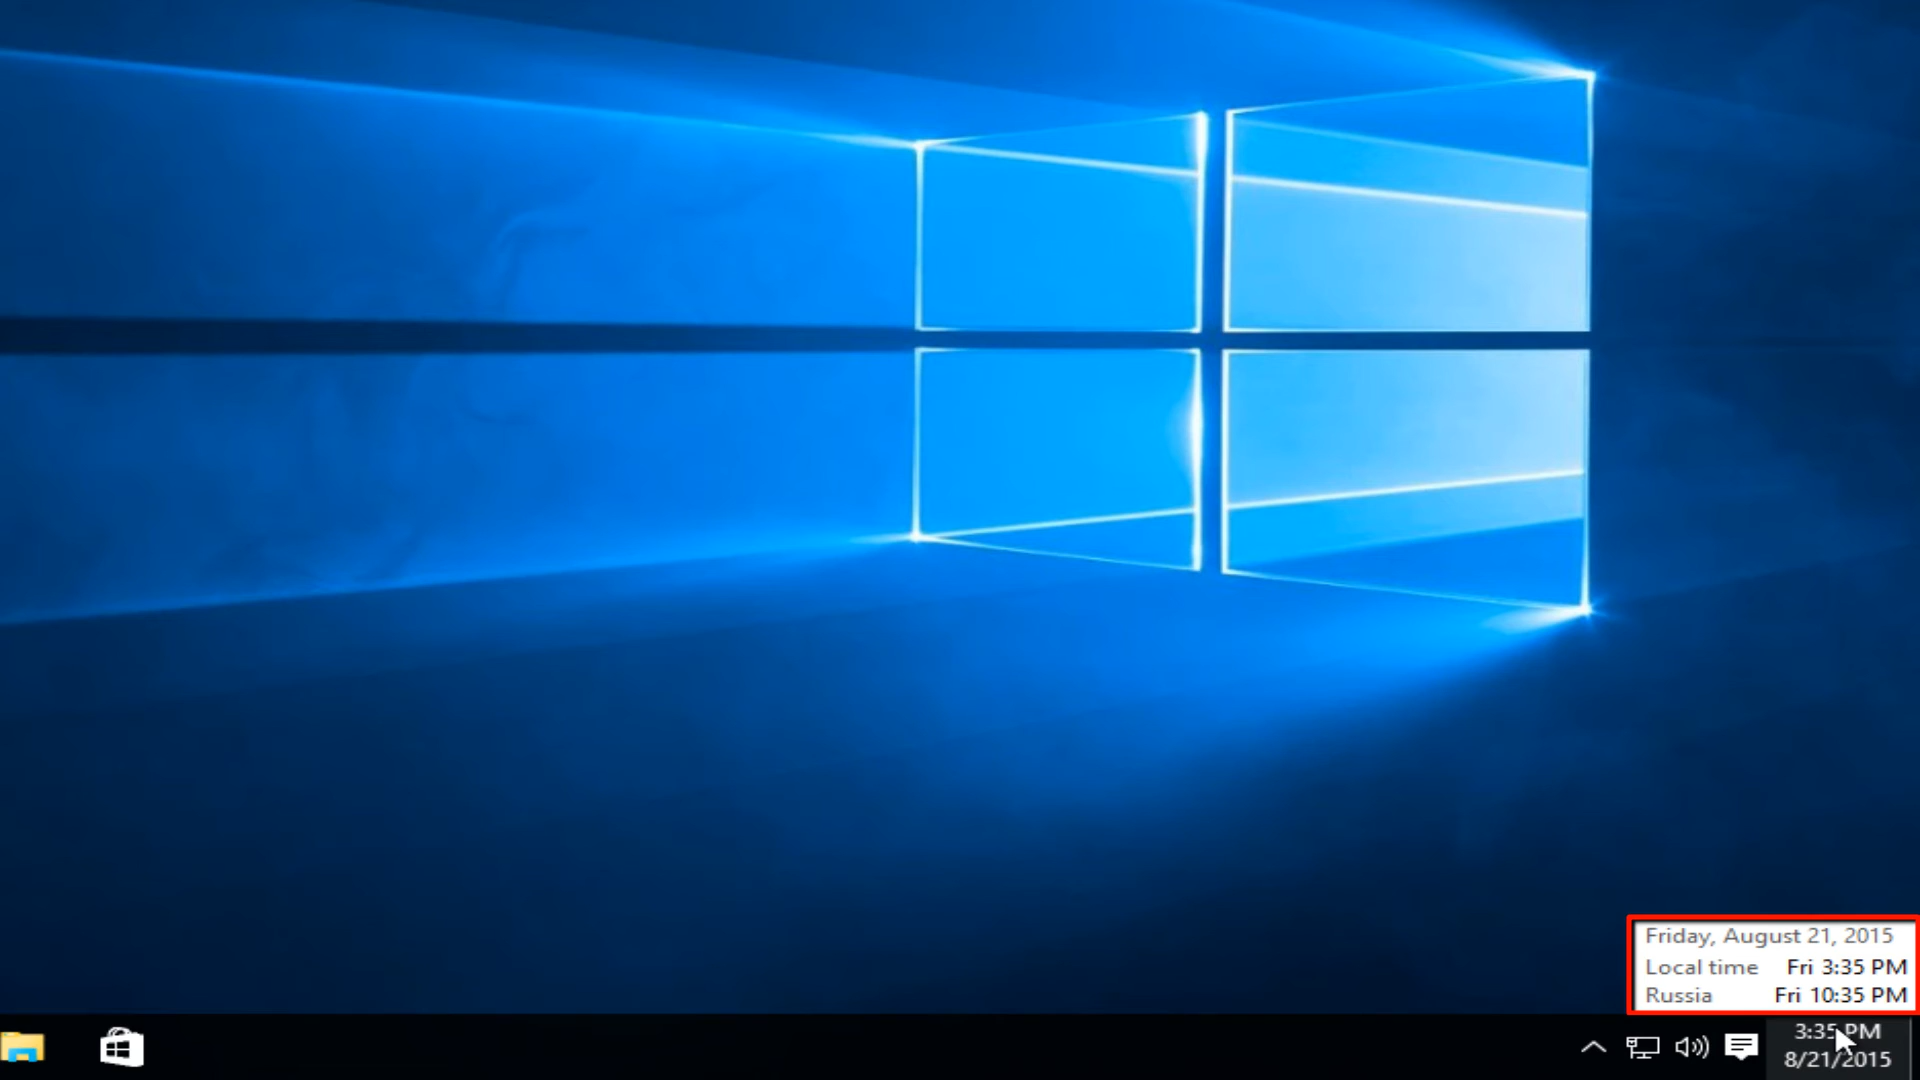 Friday, August 21, 2015
Local time Fri 3:35 PM
Russia Fri 10:35 PM
3:35 PM
8/21/2015